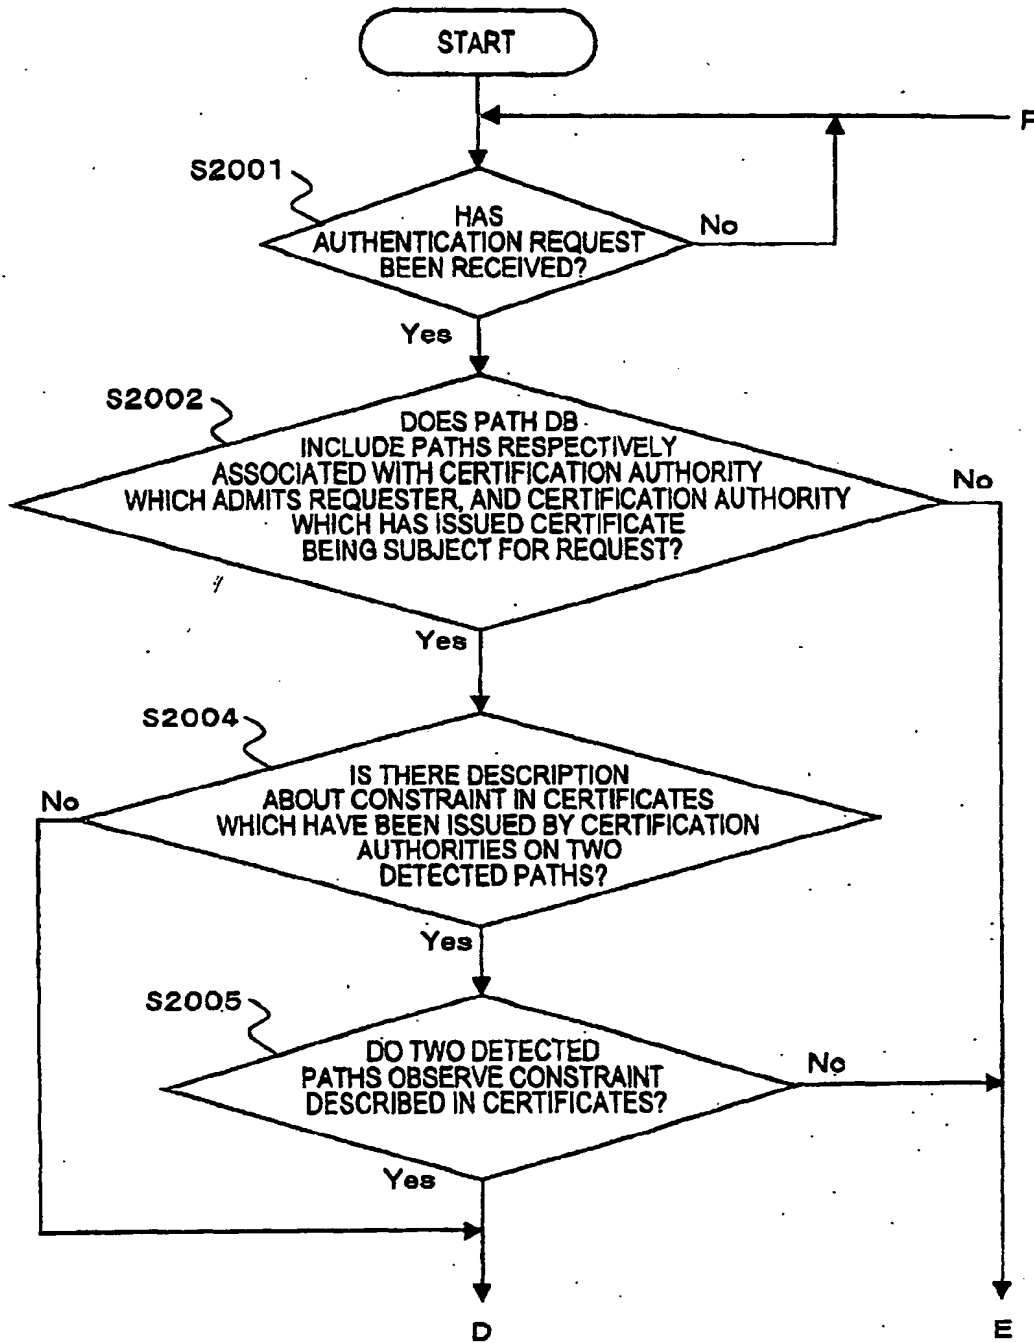 START
F
S2001
HAS
AUTHENTICATION REQUEST
BEEN RECEIVED?
No
Yes
S2002
DOES PATH DB
INCLUDE PATHS RESPECTIVELY
ASSOCIATED WITH CERTIFICATION AUTHORITY
WHICH ADMITS REQUESTER, AND CERTIFICATION AUTHORITY
WHICH HAS ISSUED CERTIFICATE
BEING SUBJECT FOR REQUEST?
No
Yes
S2004
IS THERE DESCRIPTION
ABOUT CONSTRAINT IN CERTIFICATES
WHICH HAVE BEEN ISSUED BY CERTIFICATION
AUTHORITIES ON TWO
DETECTED PATHS?
No
Yes
S2005
DO TWO DETECTED
PATHS OBSERVE CONSTRAINT
DESCRIBED IN CERTIFICATES?
No
Yes
D
E